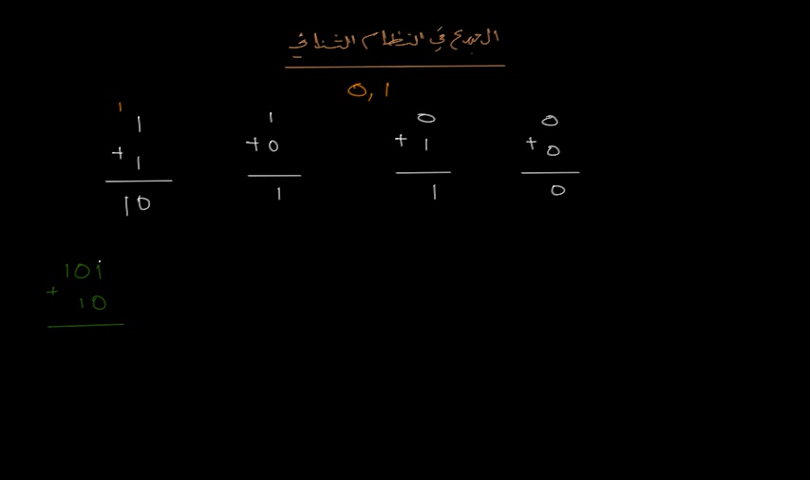 الجمع في النظام الثنائي
0,1
1
1 1 0 0
+ 1 + 0 + 1 + 0
10 1 1 0
101
+ 10